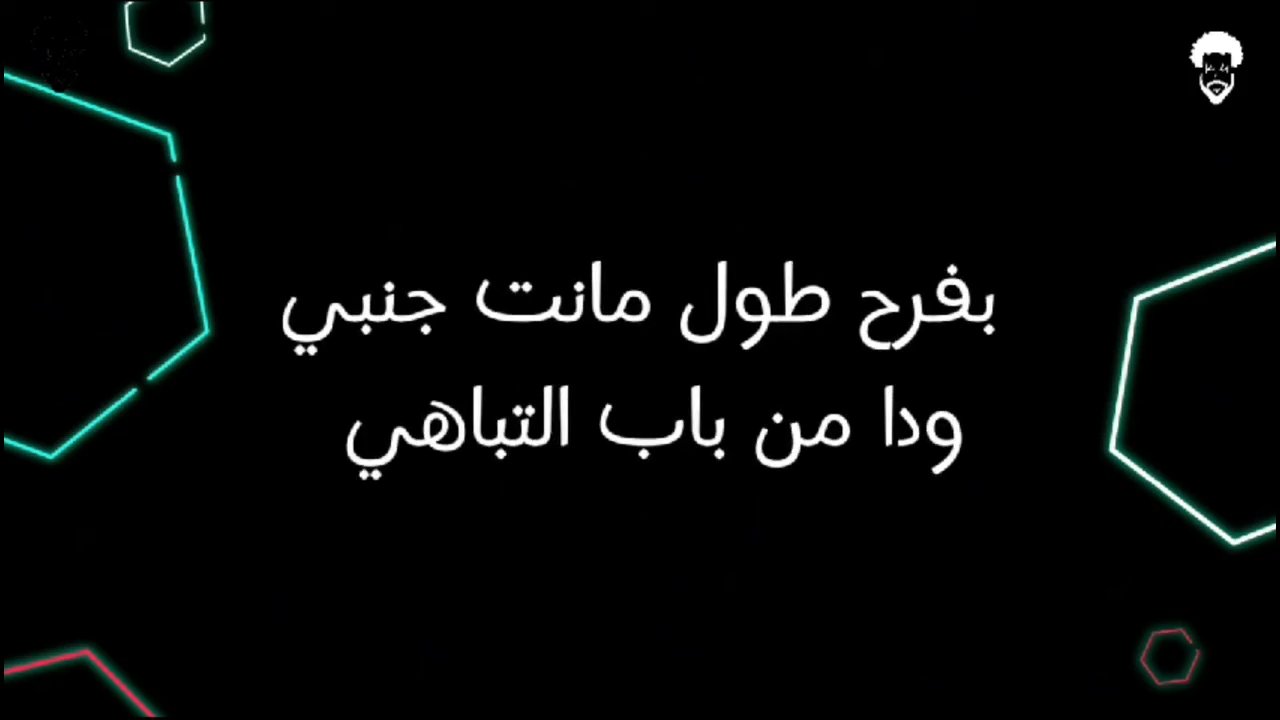 بفرح طول مانت جنبي
ودا من باب التباهي